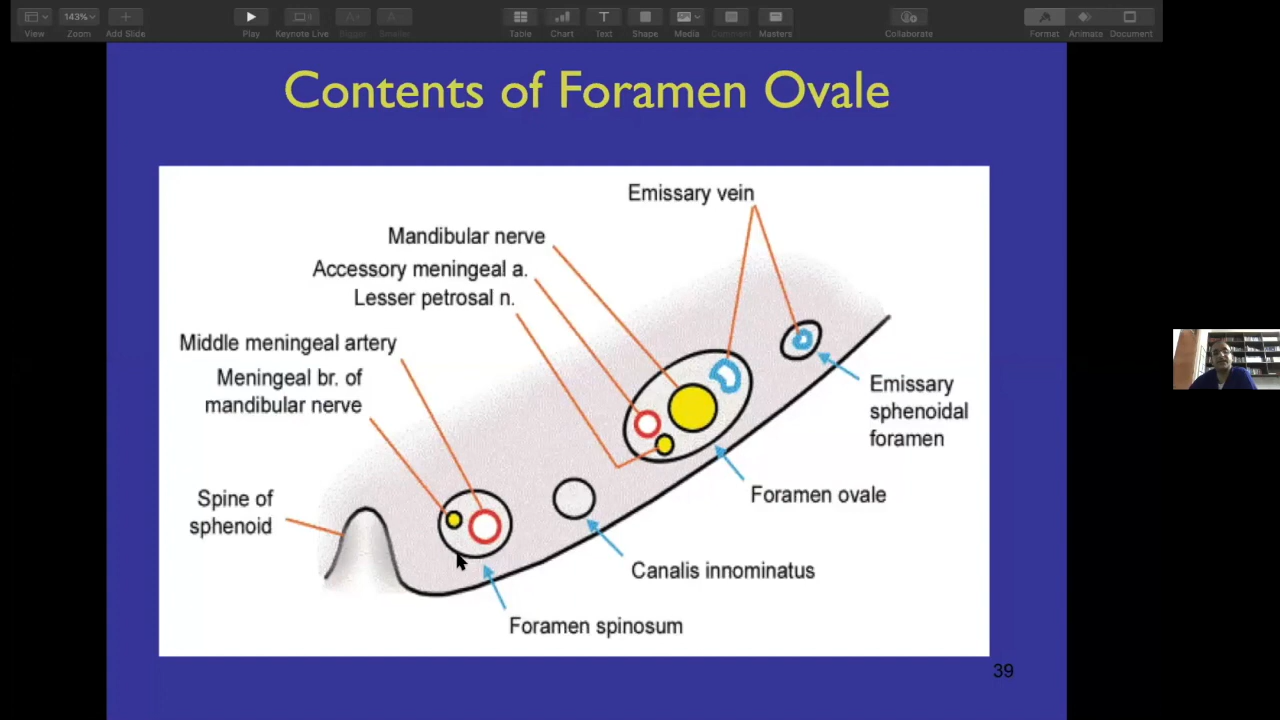 143%
View
Zoom
Add Slide
Play
Keynote Live
Bigger
Smaller
Table
Chart
Text
Shape
Media
Comment
Masters
Collaborate
Format
Animate
Document
Contents of Foramen Ovale
Emissary vein
Mandibular nerve
Accessory meningeal a.
Lesser petrosal n.
Middle meningeal artery
Meningeal br. of
mandibular nerve
Emissary
sphenoidal
foramen
Spine of
sphenoid
Foramen ovale
Canalis innominatus
Foramen spinosum
39